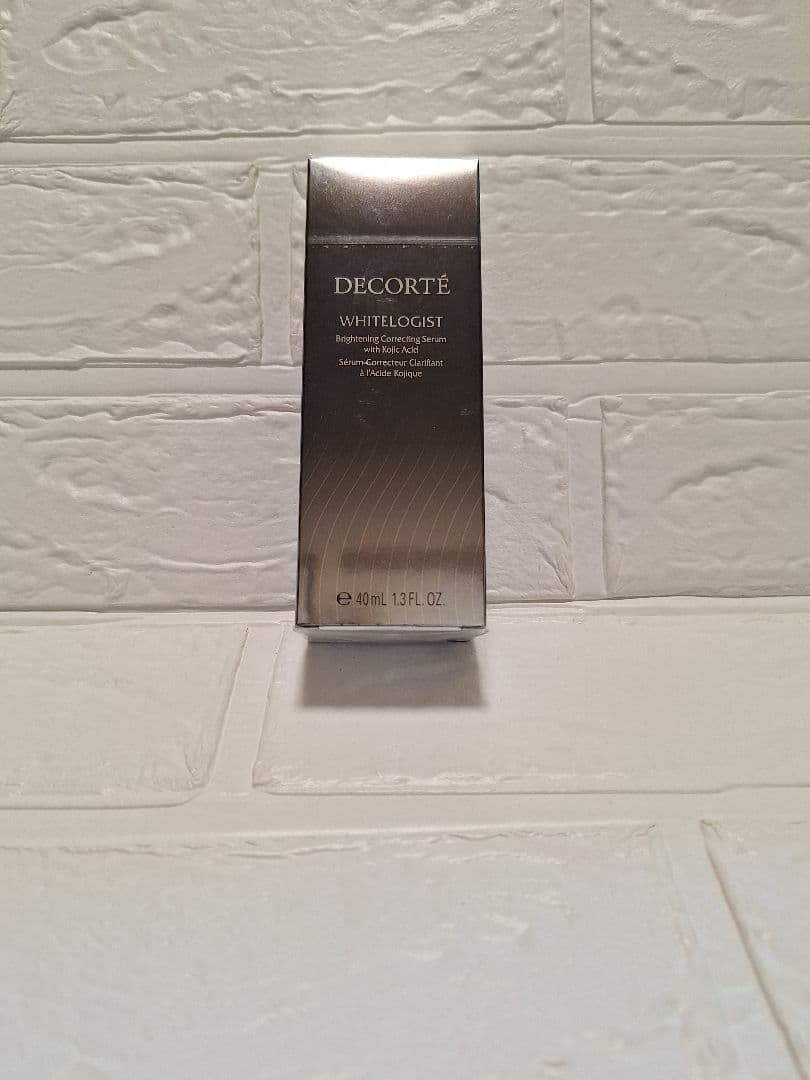 DECORTÉ
WHITELOGIST
Brightening Correcting Serum
with Kojic Acid
Sérum Correcteur Clarifiant
à l'Acide Kojique
e 40 mL 1.3 FL. OZ.